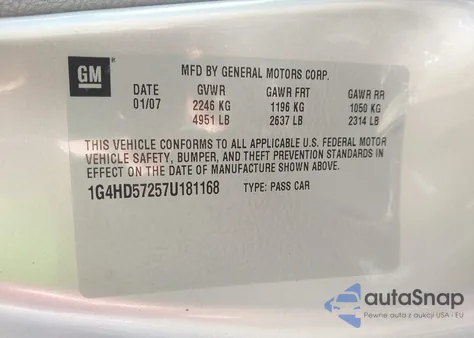 GM
MFD BY GENERAL MOTORS CORP.
DATE GVWR GAWR FRT GAWR RR
01/07 2246 KG 1196 KG 1050 KG
4951 LB 2637 LB 2314 LB
THIS VEHICLE CONFORMS TO ALL APPLICABLE U.S. FEDERAL MOTOR
VEHICLE SAFETY, BUMPER, AND THEFT PREVENTION STANDARDS IN
EFFECT ON THE DATE OF MANUFACTURE SHOWN ABOVE.
1G4HD57257U181168 TYPE: PASS CAR
autoSnap
Pewne auta z aukcji USA i EU